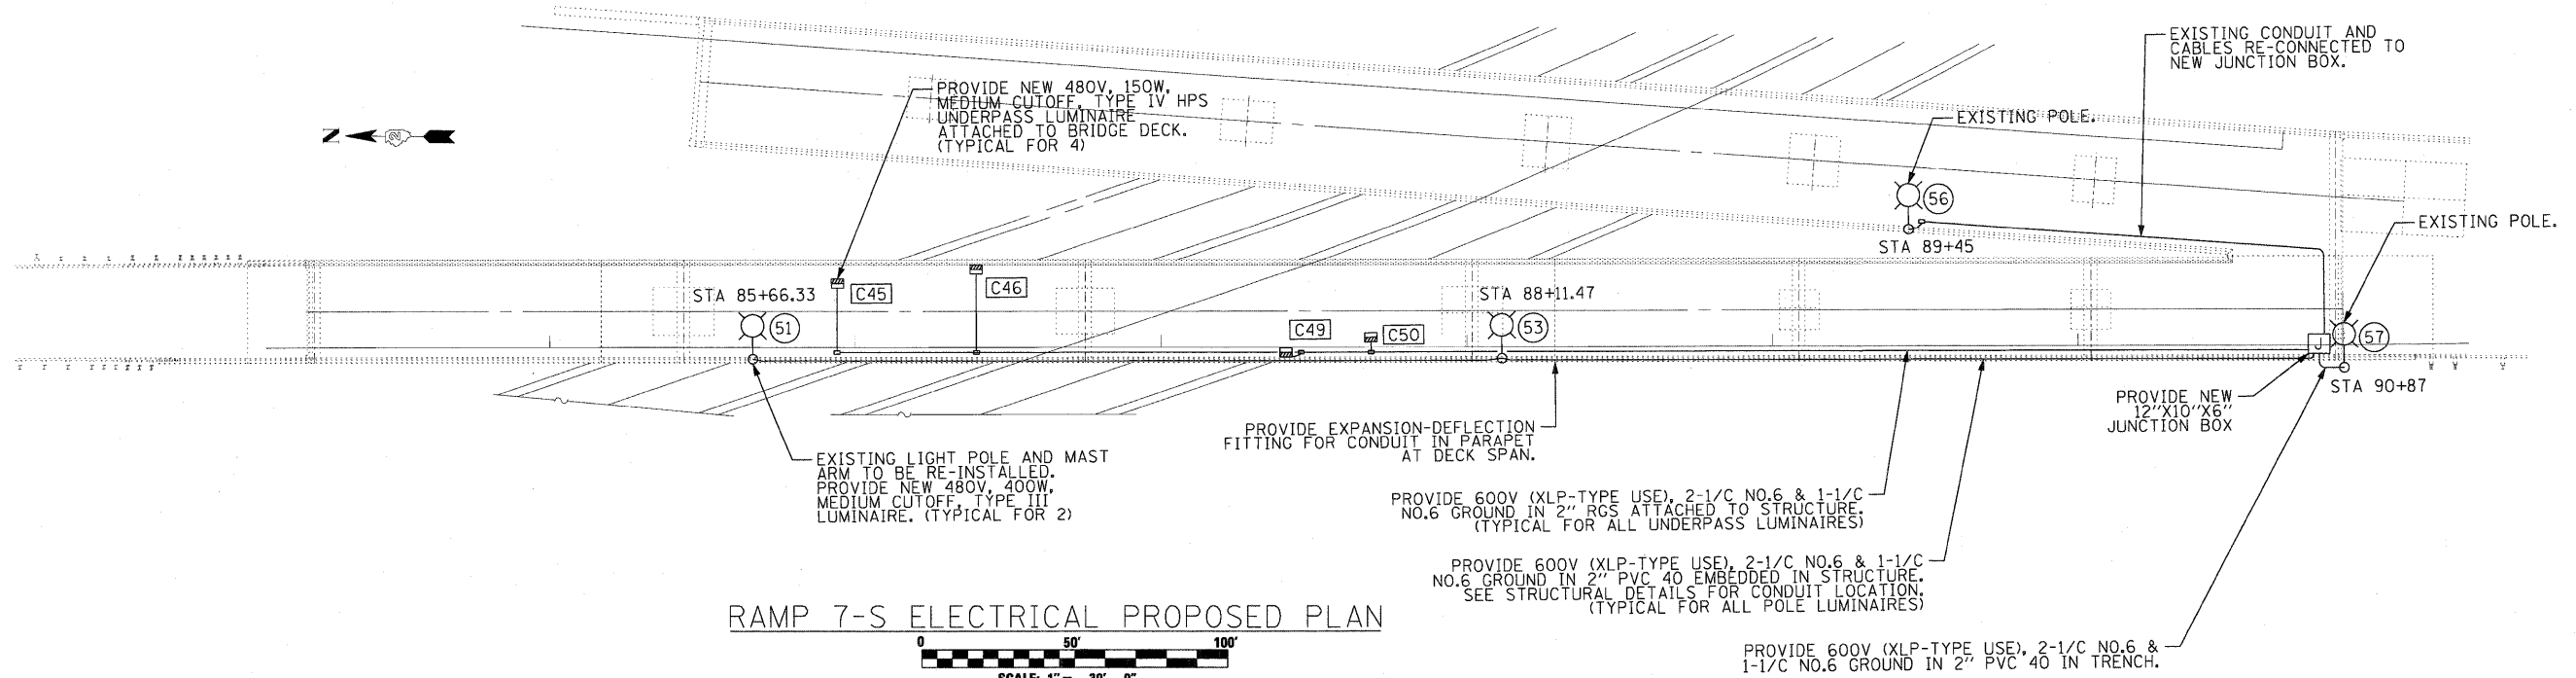 EXISTING CONDUIT AND
CABLES RE-CONNECTED TO
NEW JUNCTION BOX.
PROVIDE NEW 480V, 150W,
MEDIUM CUTOFF, TYPE IV HPS
UNDERPASS LUMINAIRE
ATTACHED TO BRIDGE DECK.
(TYPICAL FOR 4)
N
EXISTING POLE.
56
STA 89+45
EXISTING POLE.
57
STA 85+66.33
51
C45
C46
STA 88+11.47
53
C49
C50
J
STA 90+87
PROVIDE NEW
12"X10"X6"
JUNCTION BOX
PROVIDE EXPANSION-DEFLECTION
FITTING FOR CONDUIT IN PARAPET
AT DECK SPAN.
EXISTING LIGHT POLE AND MAST
ARM TO BE RE-INSTALLED.
PROVIDE NEW 480V, 400W,
MEDIUM CUTOFF, TYPE III
LUMINAIRE. (TYPICAL FOR 2)
PROVIDE 600V (XLP-TYPE USE), 2-1/C NO.6 & 1-1/C
NO.6 GROUND IN 2" RGS ATTACHED TO STRUCTURE.
(TYPICAL FOR ALL UNDERPASS LUMINAIRES)
PROVIDE 600V (XLP-TYPE USE), 2-1/C NO.6 & 1-1/C
NO.6 GROUND IN 2" PVC 40 EMBEDDED IN STRUCTURE.
SEE STRUCTURAL DETAILS FOR CONDUIT LOCATION.
(TYPICAL FOR ALL POLE LUMINAIRES)
PROVIDE 600V (XLP-TYPE USE), 2-1/C NO.6 &
1-1/C NO.6 GROUND IN 2" PVC 40 IN TRENCH.
RAMP 7-S ELECTRICAL PROPOSED PLAN
0 50' 100'